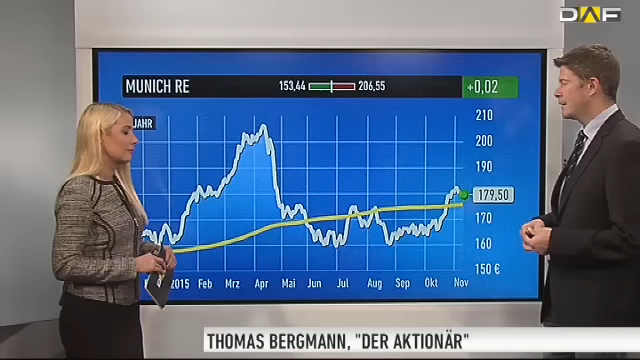 DAF
MUNICH RE 153,44 206,55 +0,02
JAHR
210
200
190
179,50
170
160
150 €
2015 Feb Mrz Apr Mai Jun Jul Aug Sep Okt Nov
THOMAS BERGMANN, "DER AKTIONÄR"